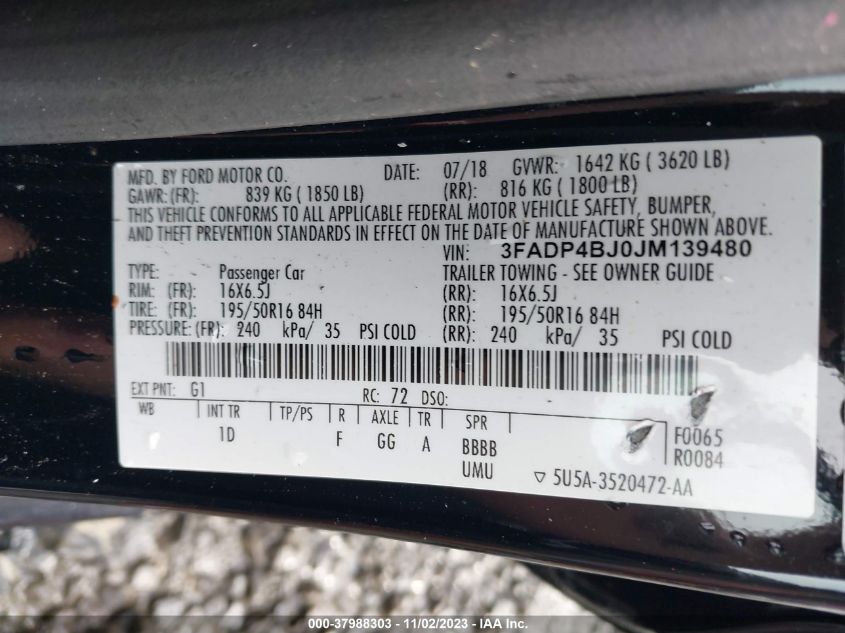 MFD. BY FORD MOTOR CO. DATE: 07/18 GVWR: 1642 KG ( 3620 LB)
GAWR: (FR): 839 KG ( 1850 LB) (RR): 816 KG ( 1800 LB)
THIS VEHICLE CONFORMS TO ALL APPLICABLE FEDERAL MOTOR VEHICLE SAFETY, BUMPER,
AND THEFT PREVENTION STANDARDS IN EFFECT ON THE DATE OF MANUFACTURE SHOWN ABOVE.
VIN: 3FADP4BJ0JM139480
TYPE: Passenger Car TRAILER TOWING - SEE OWNER GUIDE
RIM: (FR): 16X6.5J (RR): 16X6.5J
TIRE: (FR): 195/50R16 84H (RR): 195/50R16 84H
PRESSURE: (FR): 240 kPa/ 35 PSI COLD (RR): 240 kPa/ 35 PSI COLD
EXT PNT: G1 RC: 72 DSO:
WB INT TR TP/PS R AXLE TR SPR
1D F GG A BBBB F0065
UMU R0084
▽ 5U5A-3520472-AA
000-37988303 - 11/02/2023 - IAA Inc.